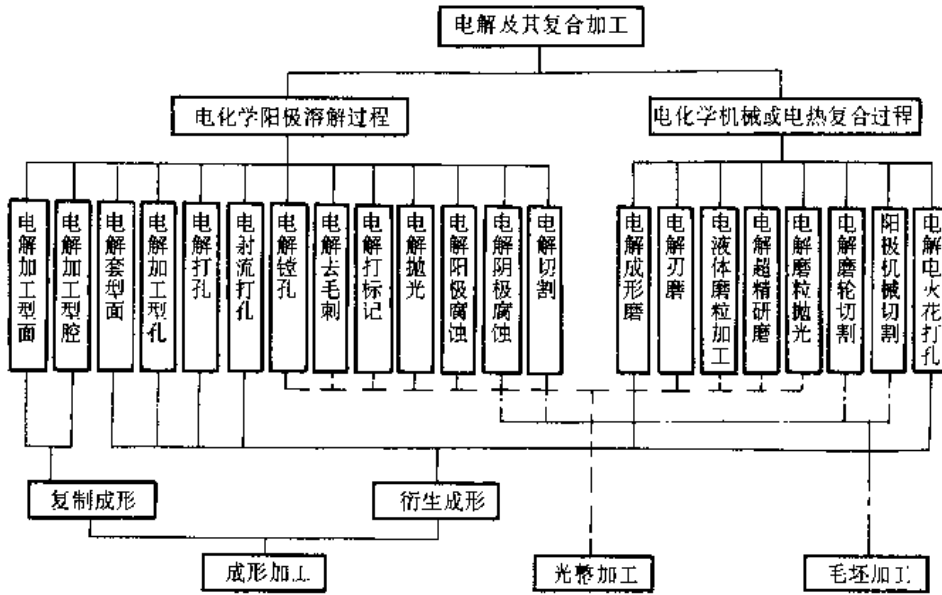 电解及其复合加工
电化学阳极溶解过程
电化学机械或电热复合过程
电解加工型面
电解加工型腔
电解套型面
电解加工型孔
电解打孔
电射流打孔
电解镗孔
电解去毛刺
电解打标记
电解抛光
电解阳极腐蚀
电解阴极腐蚀
电解切割
电解成形磨
电解刃磨
电液体磨粒加工
电解超精研磨
电解磨粒抛光
电解磨轮切割
阳极机械切割
电解电火花打孔
复制成形
衍生成形
成形加工
光整加工
毛坯加工